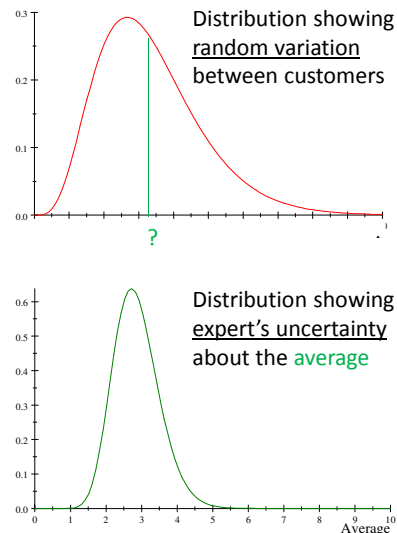 0.3
Distribution showing
random variation
between customers
0.2
0.1
0.0
?
Distribution showing
expert's uncertainty
about the average
0.6
0.5
0.4
0.3
0.2
0.1
0.0
0 1 2 3 4 5 6 7 8 9 10
Average